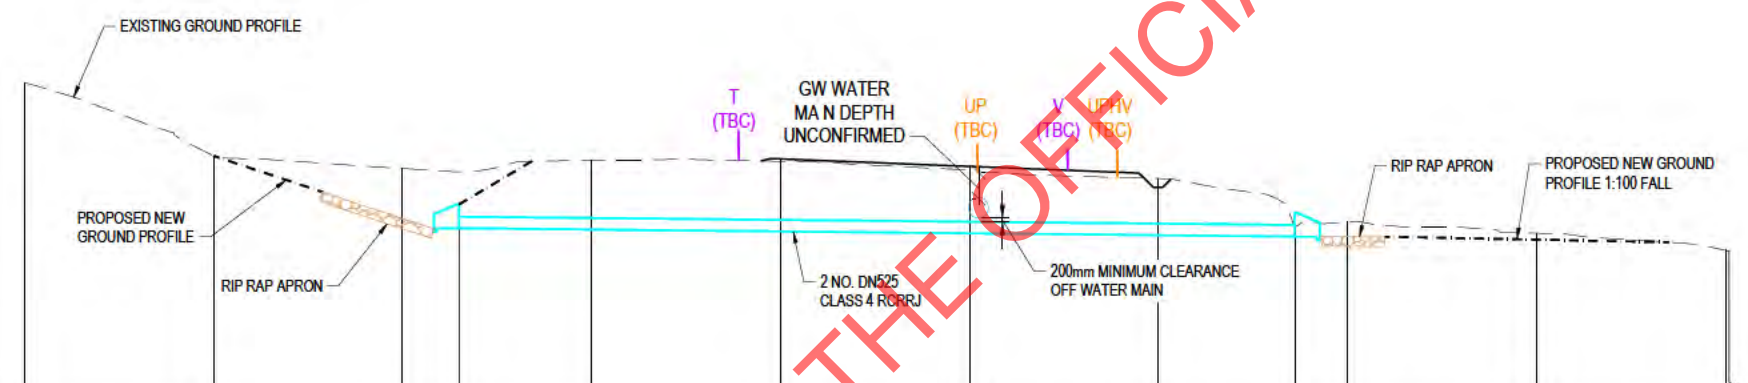 EXISTING GROUND PROFILE
T
(TBC)
GW WATER
MA N DEPTH
UNCONFIRMED
UP
(TBC)
V
(TBC)
UPHV
(TBC)
RIP RAP APRON
PROPOSED NEW GROUND
PROFILE 1:100 FALL
PROPOSED NEW
GROUND PROFILE
RIP RAP APRON
2 NO. DN525
CLASS 4 RCRRJ
200mm MINIMUM CLEARANCE
OFF WATER MAIN
THE OFFICIA